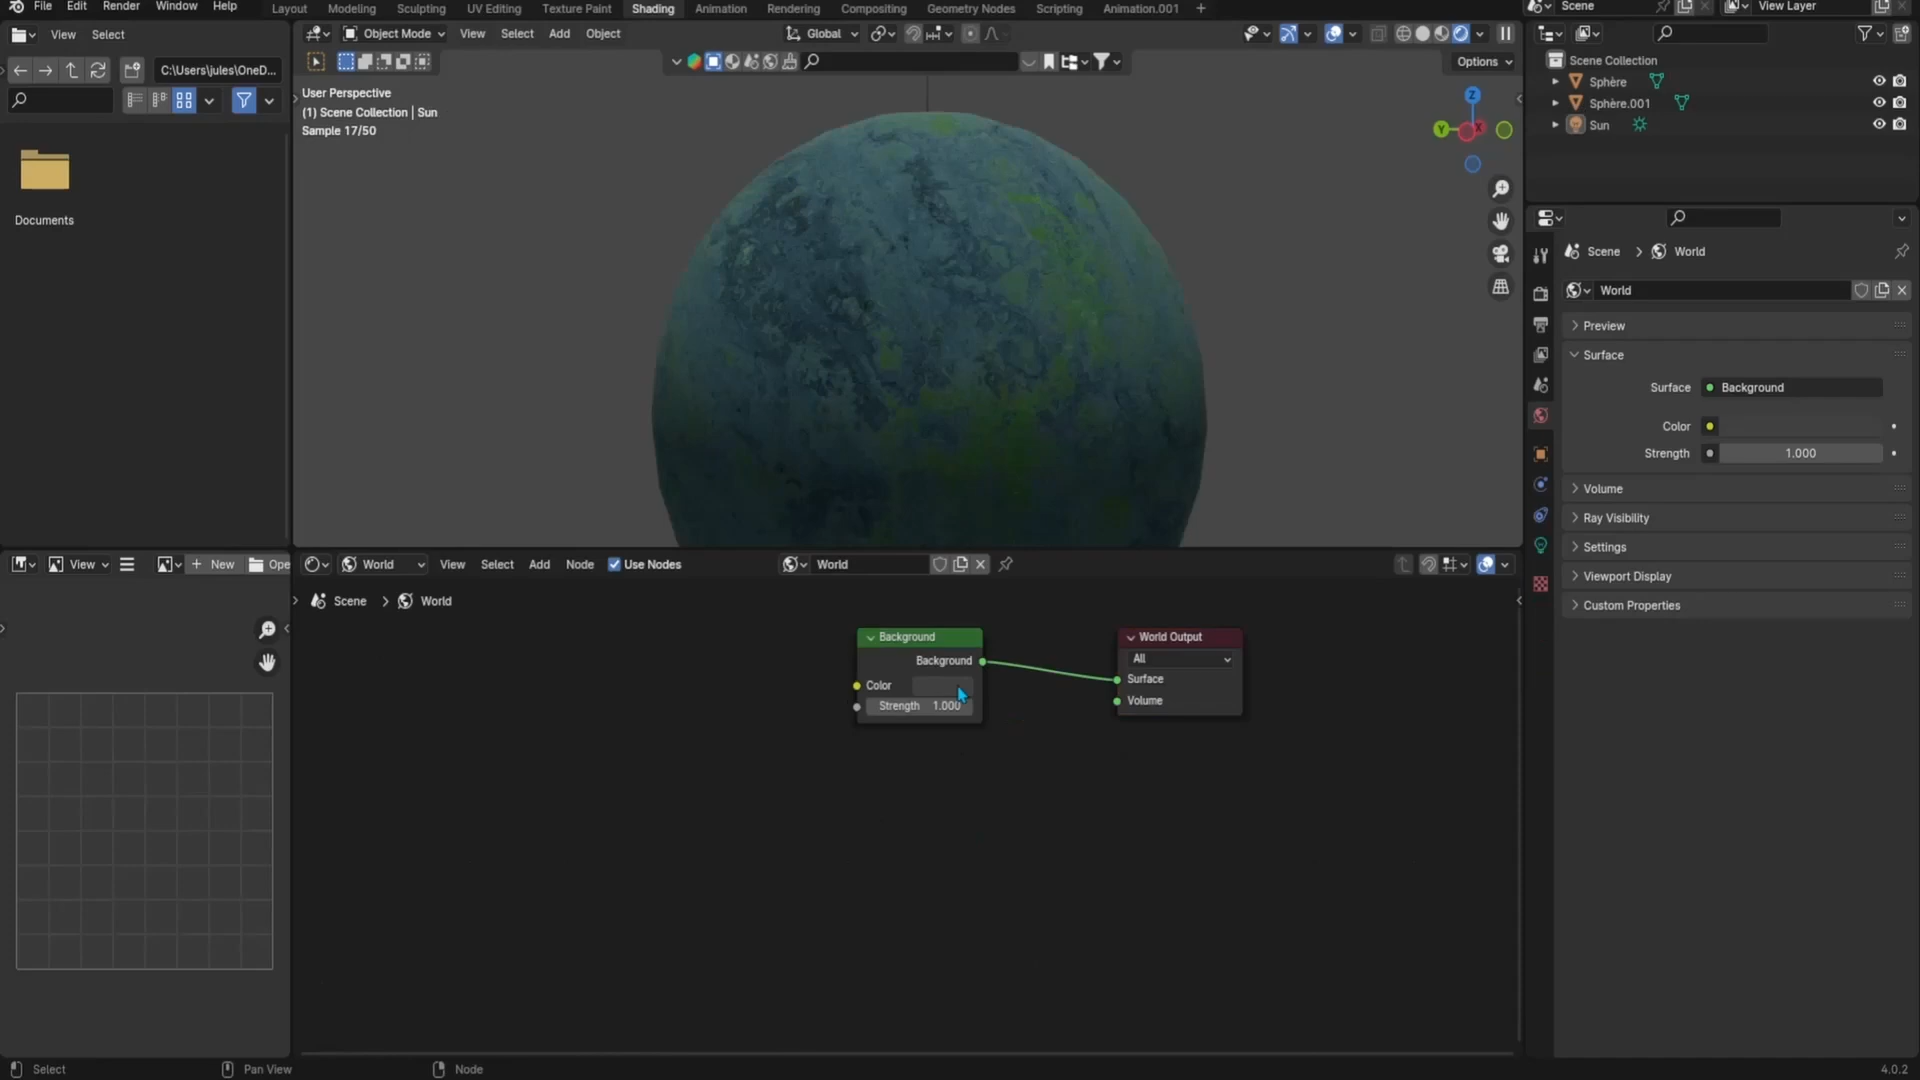 File Edit Render Window Help Layout Modeling Sculpting UV Editing Texture Paint Shading Animation Rendering Compositing Geometry Nodes Scripting Animation.001 + Scene View Layer
View Select Object Mode View Select Add Object Global
C:\Users\jules\OneD... Options
User Perspective
(1) Scene Collection | Sun
Sample 17/50
Z
Y
X
Documents
Scene Collection
Sphère
Sphère.001
Sun
Scene > World
World
Preview
Surface
Surface Background
Color
Strength 1.000
Volume
Ray Visibility
Settings
Viewport Display
Custom Properties
View + New Ope
World View Select Add Node Use Nodes World
Scene > World
Background
Background
Color
Strength 1.000
World Output
All
Surface
Volume
Select Pan View Node 4.0.2